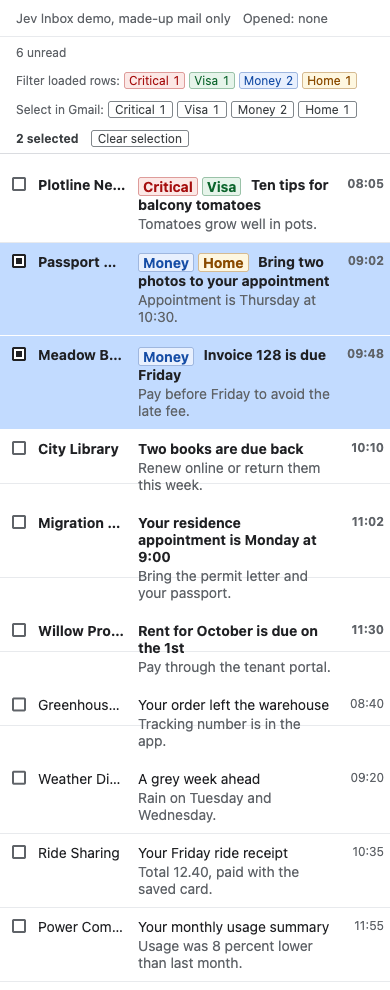 Jev Inbox demo, made-up mail only Opened: none
6 unread
Filter loaded rows: Critical 1 Visa 1 Money 2 Home 1
Select in Gmail: Critical 1 Visa 1 Money 2 Home 1
2 selected Clear selection
Plotline Ne... Critical Visa Ten tips for 08:05
balcony tomatoes
Tomatoes grow well in pots.
Passport ... Money Home Bring two 09:02
photos to your appointment
Appointment is Thursday at
10:30.
Meadow B... Money Invoice 128 is due 09:48
Friday
Pay before Friday to avoid the
late fee.
City Library Two books are due back 10:10
Renew online or return them
this week.
Migration ... Your residence 11:02
appointment is Monday at
9:00
Bring the permit letter and
your passport.
Willow Pro... Rent for October is due on 11:30
the 1st
Pay through the tenant portal.
Greenhous... Your order left the warehouse 08:40
Tracking number is in the
app.
Weather Di... A grey week ahead 09:20
Rain on Tuesday and
Wednesday.
Ride Sharing Your Friday ride receipt 10:35
Total 12.40, paid with the
saved card.
Power Com... Your monthly usage summary 11:55
Usage was 8 percent lower
than last month.